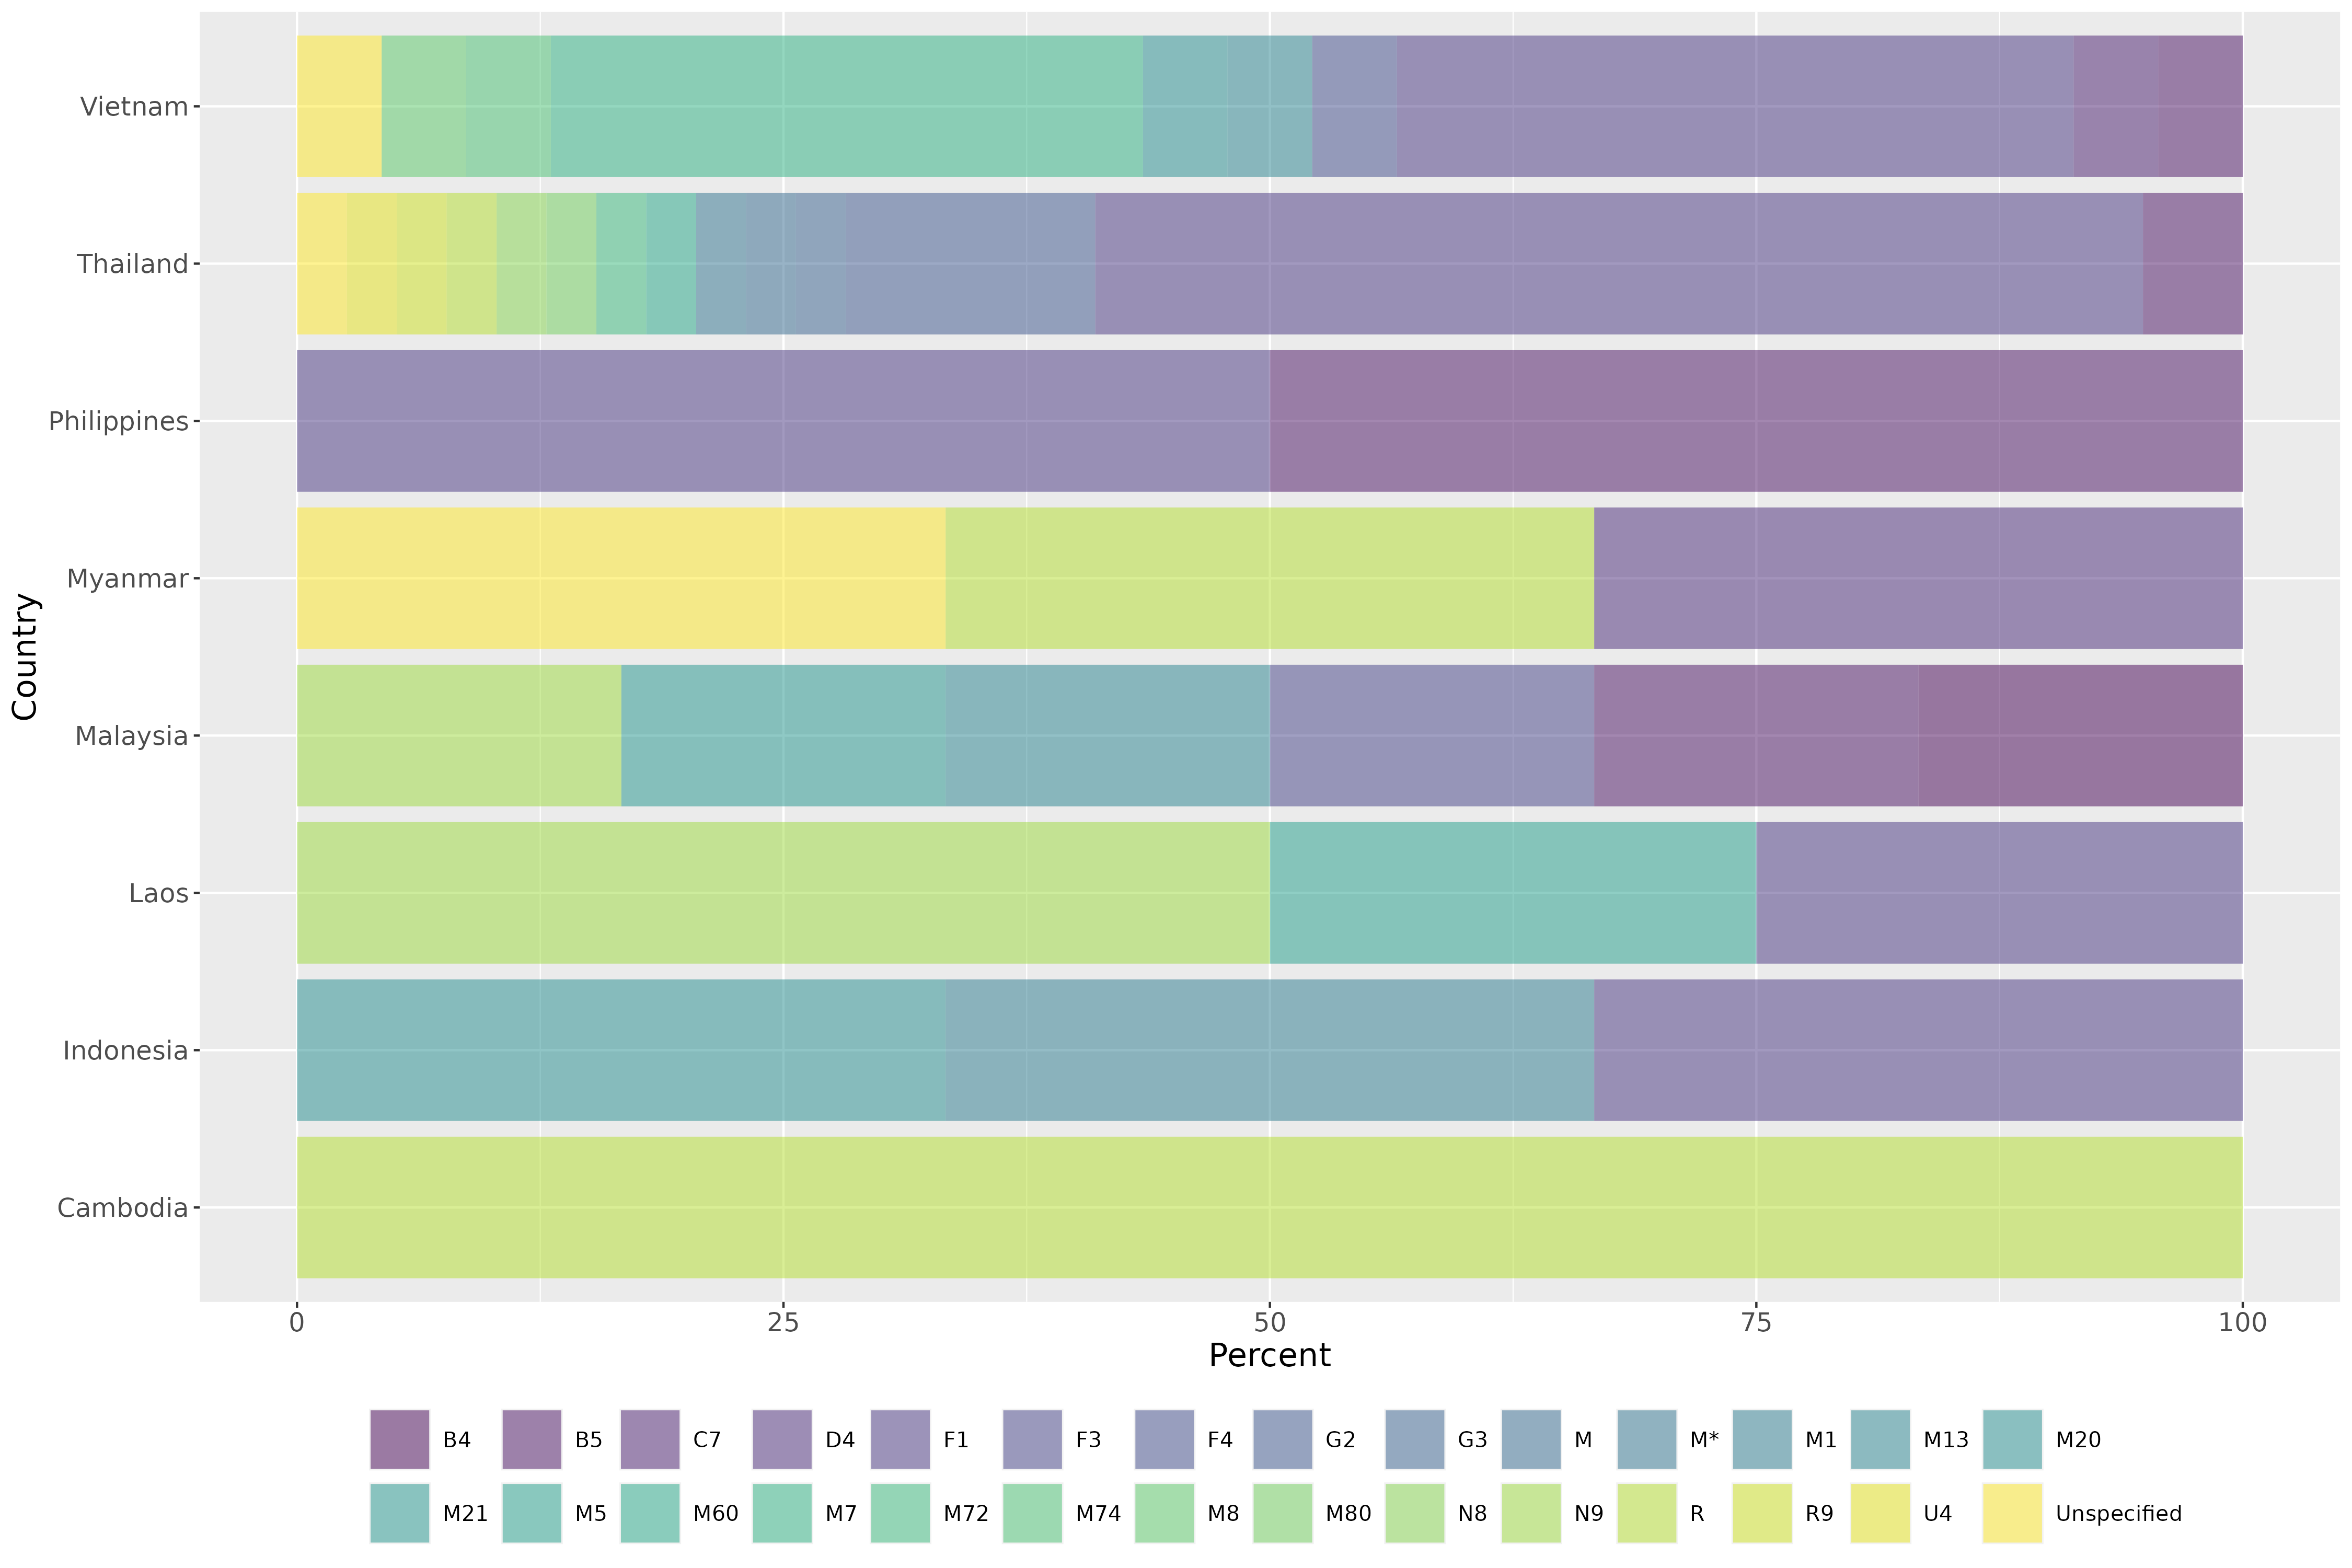 Country
Vietnam
Thailand
Philippines
Myanmar
Malaysia
Laos
Indonesia
Cambodia
0 25 50 75 100
Percent
B4 B5 C7 D4 F1 F3 F4 G2 G3 M M* M1 M13 M20
M21 M5 M60 M7 M72 M74 M8 M80 N8 N9 R R9 U4 Unspecified